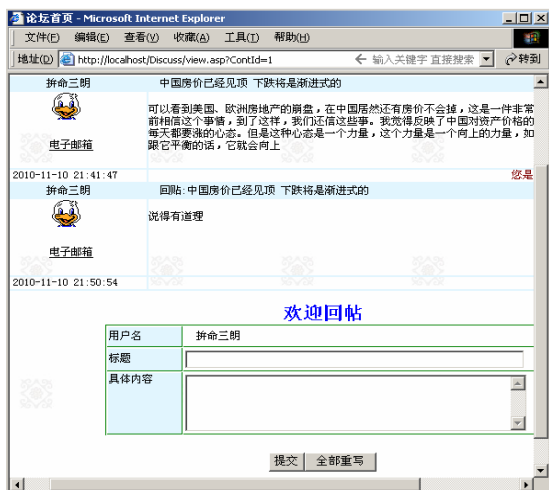 论坛首页 - Microsoft Internet Explorer
文件(F) 编辑(E) 查看(V) 收藏(A) 工具(T) 帮助(H)
地址(D) http://localhost/Discuss/view.asp?ContId=1 输入关键字 直接搜索 转到
拚命三朗 中国房价已经见顶 下跌将是渐进式的
可以看到美国、欧洲房地产的崩盘，在中国居然还有房价不会掉，这是一件非常
前相信这个事情，到了这样，我们还信这些事。我觉得反映了中国对资产价格的
每天都要涨的心态。但是这种心态是一个力量，这个力量是一个向上的力量，如
跟它平衡的话，它就会向上
电子邮箱
2010-11-10 21:41:47 您是
拚命三朗 回贴:中国房价已经见顶 下跌将是渐进式的
说得有道理
电子邮箱
2010-11-10 21:50:54
欢迎回帖
用户名 拚命三朗
标题
具体内容
提交 全部重写